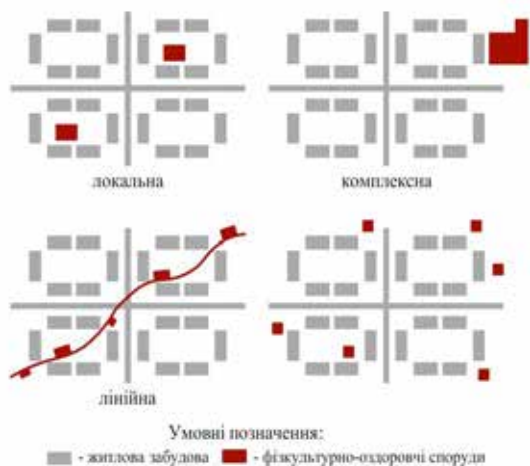 локальна
комплексна
лінійна
Умовні позначення:
- житлова забудова
- фізкультурно-оздоровчі споруди